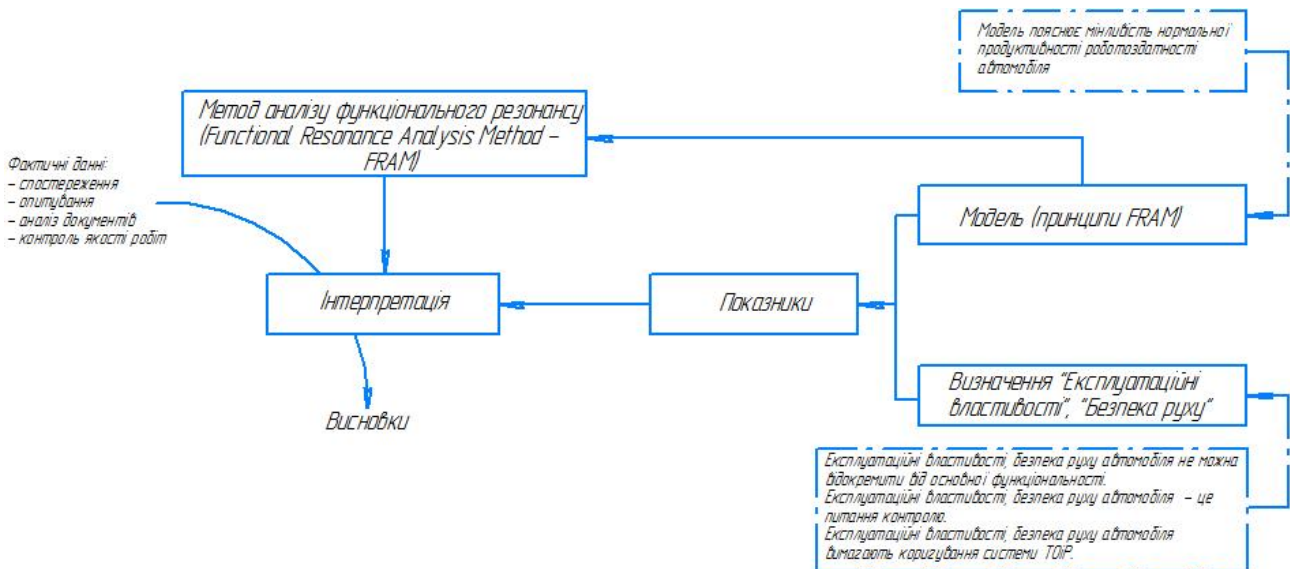 Модель пояснює мінливість нормальної
продуктивності роботоздатності
автомобіля
Метод аналізу функціонального резонансу
(Functional Resonance Analysis Method –
FRAM)
Фактичні данні:
– спостереження
– опитування
– аналіз документів
– контроль якості робіт
Модель (принципи FRAM)
Інтерпретація
Показники
Визначення "Експлуатаційні
властивості", "Безпека руху"
Висновки
Експлуатаційні властивості, безпека руху автомобіля не можна
відокремити від основної функціональності.
Експлуатаційні властивості, безпека руху автомобіля – це
питання контролю.
Експлуатаційні властивості, безпека руху автомобіля
вимагають коригування системи ТОіР.